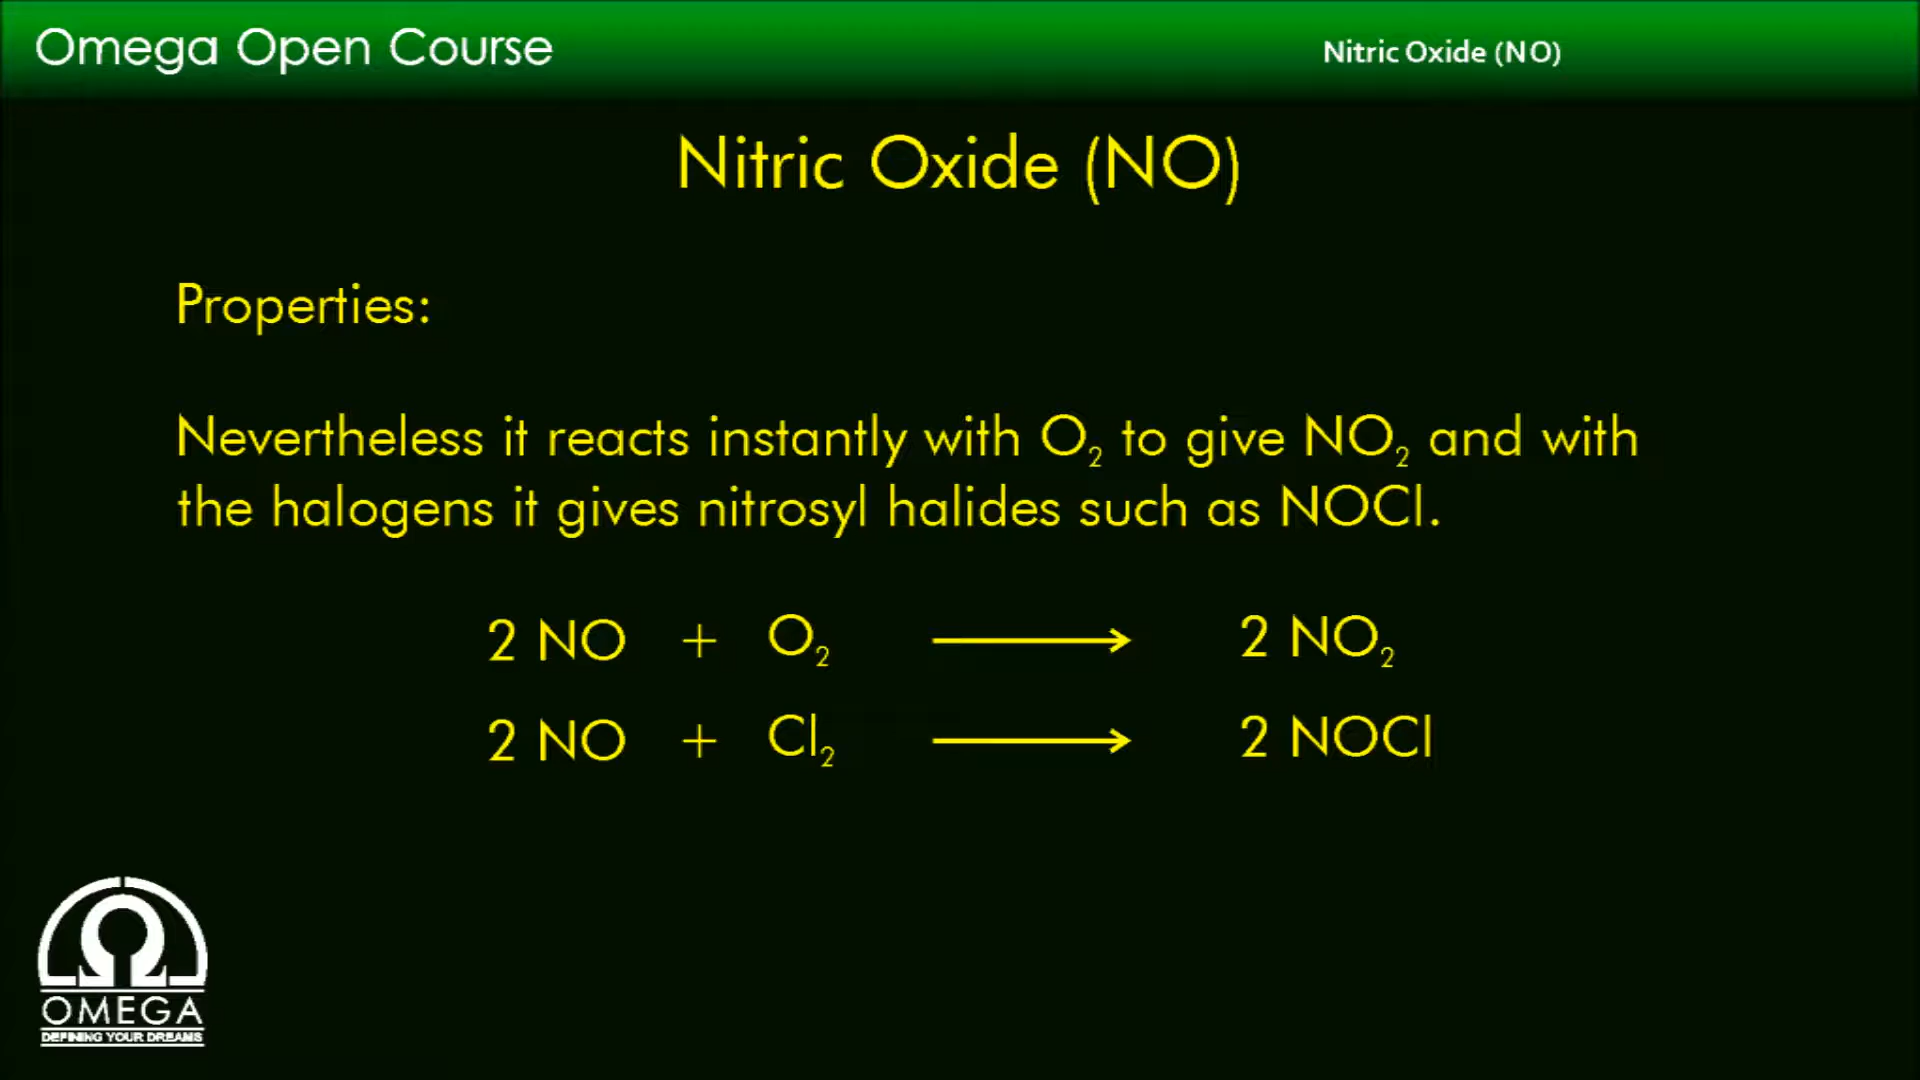 Omega Open Course
Nitric Oxide (NO)
Nitric Oxide (NO)
Properties:
Nevertheless it reacts instantly with O₂ to give NO₂ and with
the halogens it gives nitrosyl halides such as NOCl.
2 NO + O₂ ⟶ 2 NO₂
2 NO + Cl₂ ⟶ 2 NOCl
OMEGA
DEFINING YOUR DREAMS